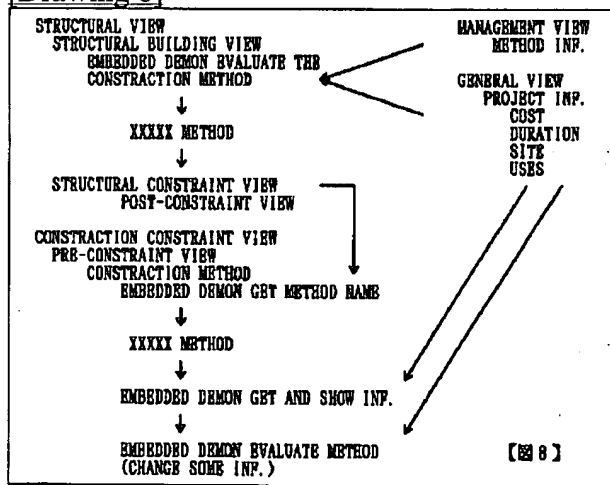 [Drawing 8]
STRUCTURAL VIEW
STRUCTURAL BUILDING VIEW
EMBEDDED DEMON EVALUATE THE
CONSTRACTION METHOD
XXXXX METHOD
STRUCTURAL CONSTRAINT VIEW
POST-CONSTRAINT VIEW
CONSTRACTION CONSTRAINT VIEW
PRE-CONSTRAINT VIEW
CONSTRACTION METHOD
EMBEDDED DEMON GET METHOD NAME
XXXXX METHOD
EMBEDDED DEMON GET AND SHOW INF.
EMBEDDED DEMON EVALUATE METHOD
(CHANGE SOME INF.)
MANAGEMENT VIEW
METHOD INF.
GENERAL VIEW
PROJECT INF.
COST
DURATION
SITE
USES
【図8】